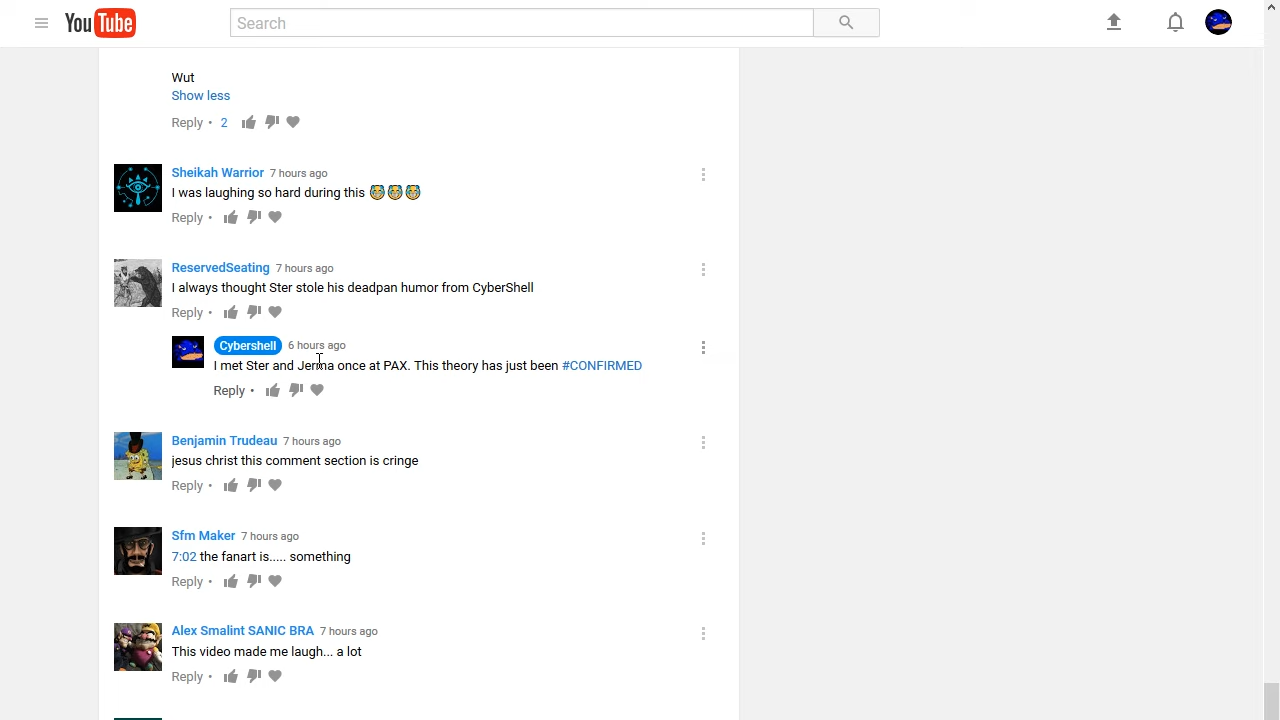 YouTube
Search
Wut
Show less
Reply • 2
Sheikah Warrior 7 hours ago
I was laughing so hard during this 😂😂😂
Reply •
ReservedSeating 7 hours ago
I always thought Ster stole his deadpan humor from CyberShell
Reply •
Cybershell 6 hours ago
I met Ster and Jerma once at PAX. This theory has just been #CONFIRMED
Reply •
Benjamin Trudeau 7 hours ago
jesus christ this comment section is cringe
Reply •
Sfm Maker 7 hours ago
7:02 the fanart is..... something
Reply •
Alex Smalint SANIC BRA 7 hours ago
This video made me laugh... a lot
Reply •